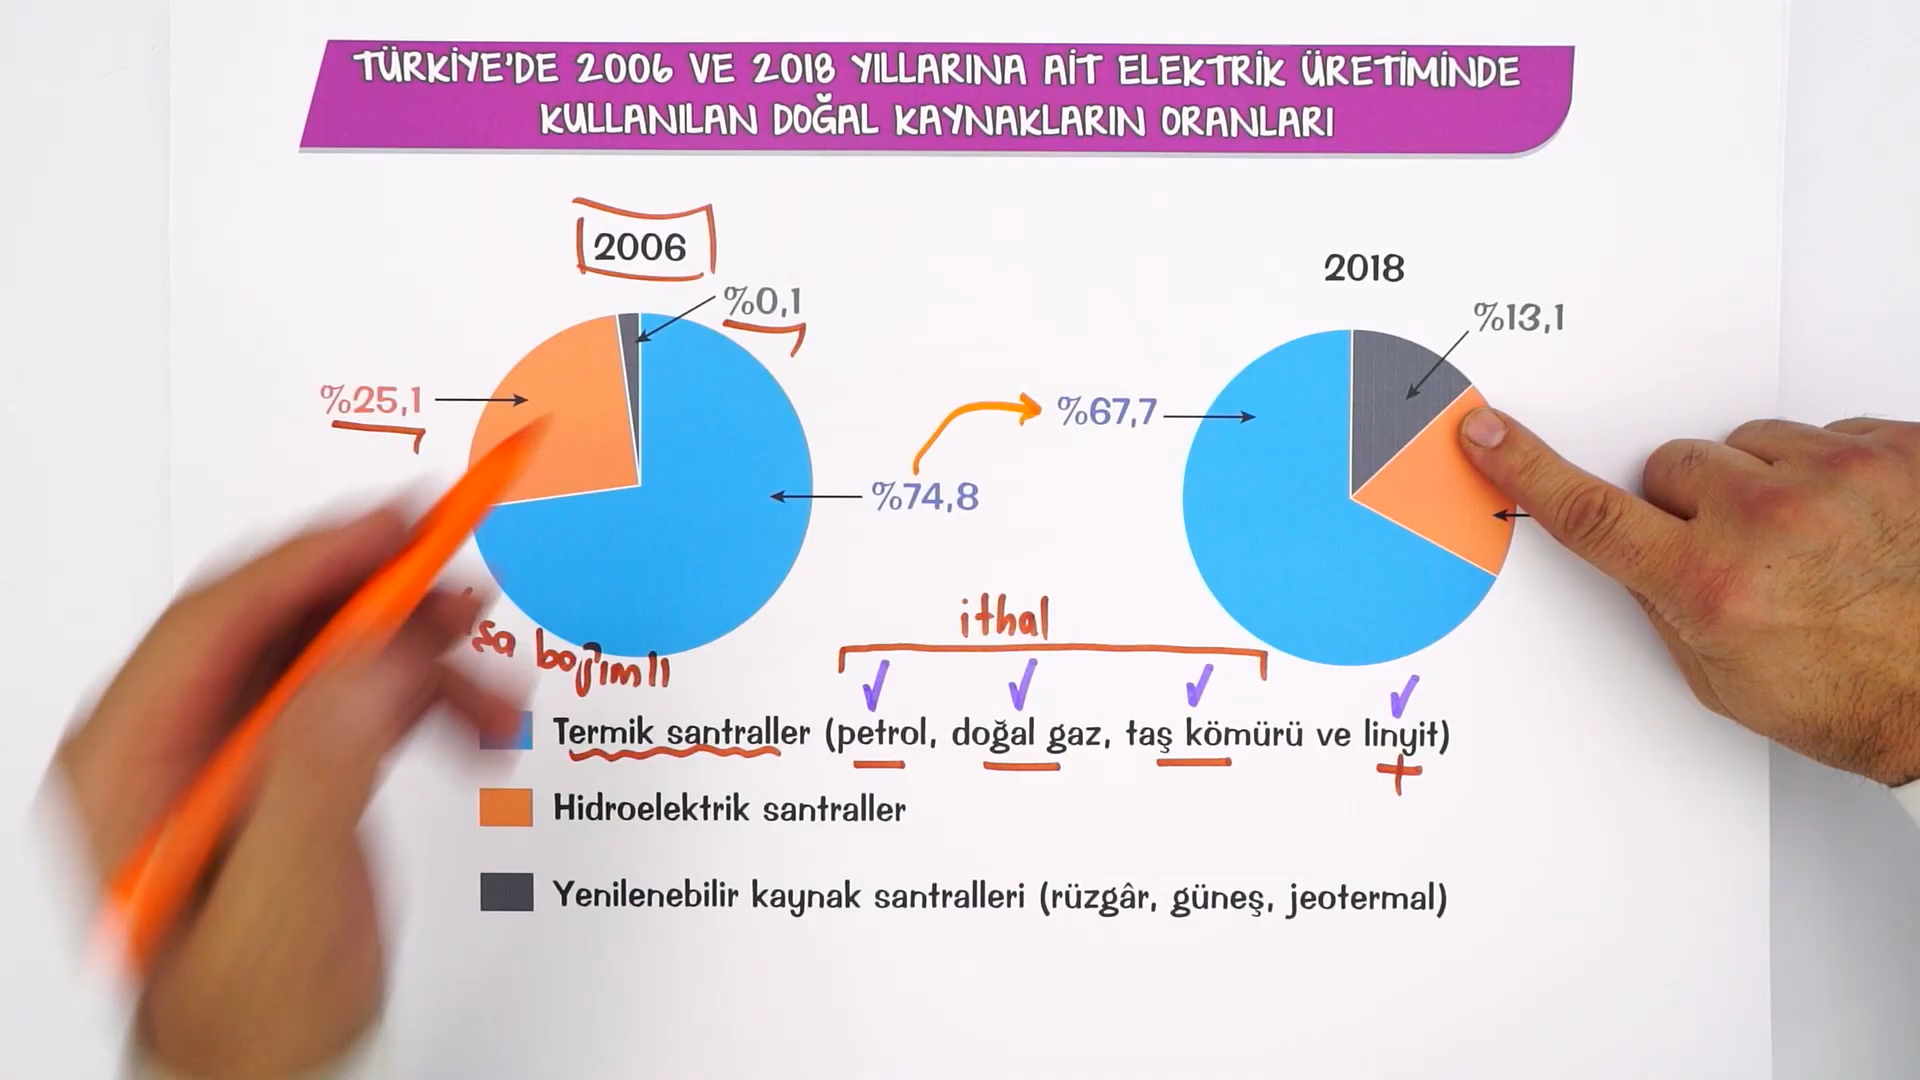 TÜRKİYE'DE 2006 VE 2018 YILLARINA AİT ELEKTRİK ÜRETİMİNDE
KULLANILAN DOĞAL KAYNAKLARIN ORANLARI
2006
2018
%0,1
%13,1
%25,1
%67,7
%74,8
ithal
bağımlı
Termik santraller (petrol, doğal gaz, taş kömürü ve linyit)
Hidroelektrik santraller
Yenilenebilir kaynak santralleri (rüzgâr, güneş, jeotermal)